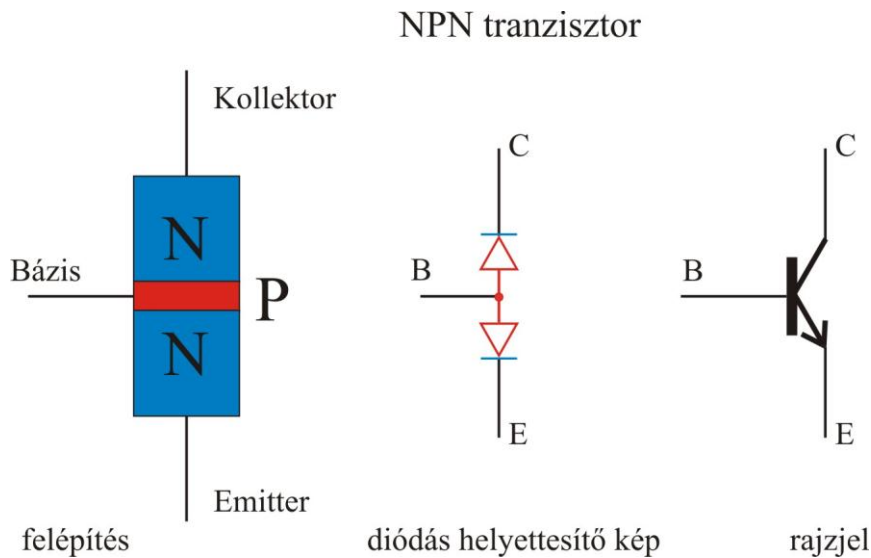 NPN tranzisztor
Kollektor
N
Bázis
P
N
Emitter
felépítés
C
B
E
diódás helyettesítő kép
C
B
E
rajzjel